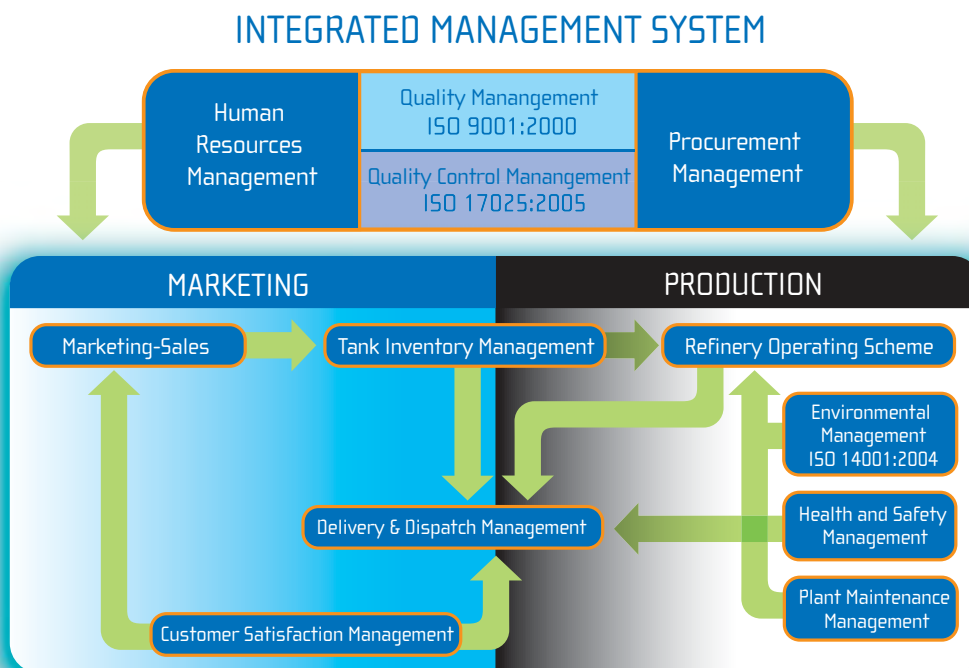 INTEGRATED MANAGEMENT SYSTEM
Human
Resources
Management
Quality Manangement
ISO 9001:2000
Quality Control Manangement
ISO 17025:2005
Procurement
Management
MARKETING
PRODUCTION
Marketing-Sales
Tank Inventory Management
Refinery Operating Scheme
Environmental
Management
ISO 14001:2004
Delivery & Dispatch Management
Health and Safety
Management
Plant Maintenance
Management
Customer Satisfaction Management